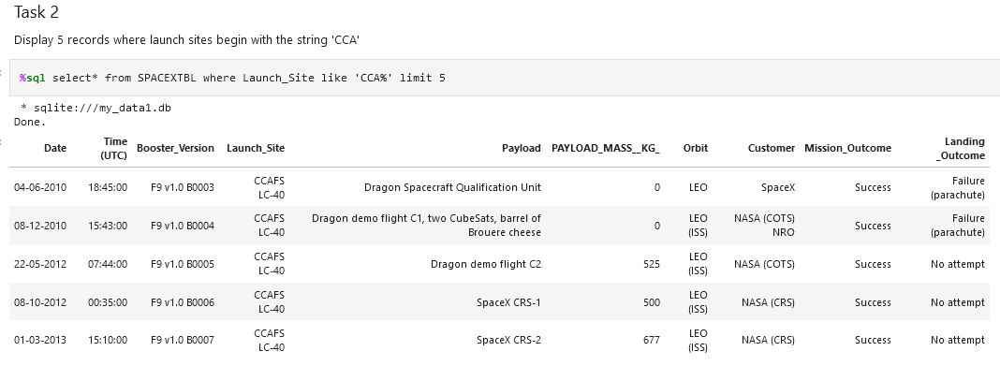 Task 2
Display 5 records where launch sites begin with the string 'CCA'
%sql select* from SPACEXTBL where Launch_Site like 'CCA%' limit 5
* sqlite:///my_data1.db
Done.
Date Time (UTC) Booster_Version Launch_Site Payload PAYLOAD_MASS__KG_ Orbit Customer Mission_Outcome Landing _Outcome
04-06-2010 18:45:00 F9 v1.0 B0003 CCAFS LC-40 Dragon Spacecraft Qualification Unit 0 LEO SpaceX Success Failure (parachute)
08-12-2010 15:43:00 F9 v1.0 B0004 CCAFS LC-40 Dragon demo flight C1, two CubeSats, barrel of Brouere cheese 0 LEO (ISS) NASA (COTS) NRO Success Failure (parachute)
22-05-2012 07:44:00 F9 v1.0 B0005 CCAFS LC-40 Dragon demo flight C2 525 LEO (ISS) NASA (COTS) Success No attempt
08-10-2012 00:35:00 F9 v1.0 B0006 CCAFS LC-40 SpaceX CRS-1 500 LEO (ISS) NASA (CRS) Success No attempt
01-03-2013 15:10:00 F9 v1.0 B0007 CCAFS LC-40 SpaceX CRS-2 677 LEO (ISS) NASA (CRS) Success No attempt